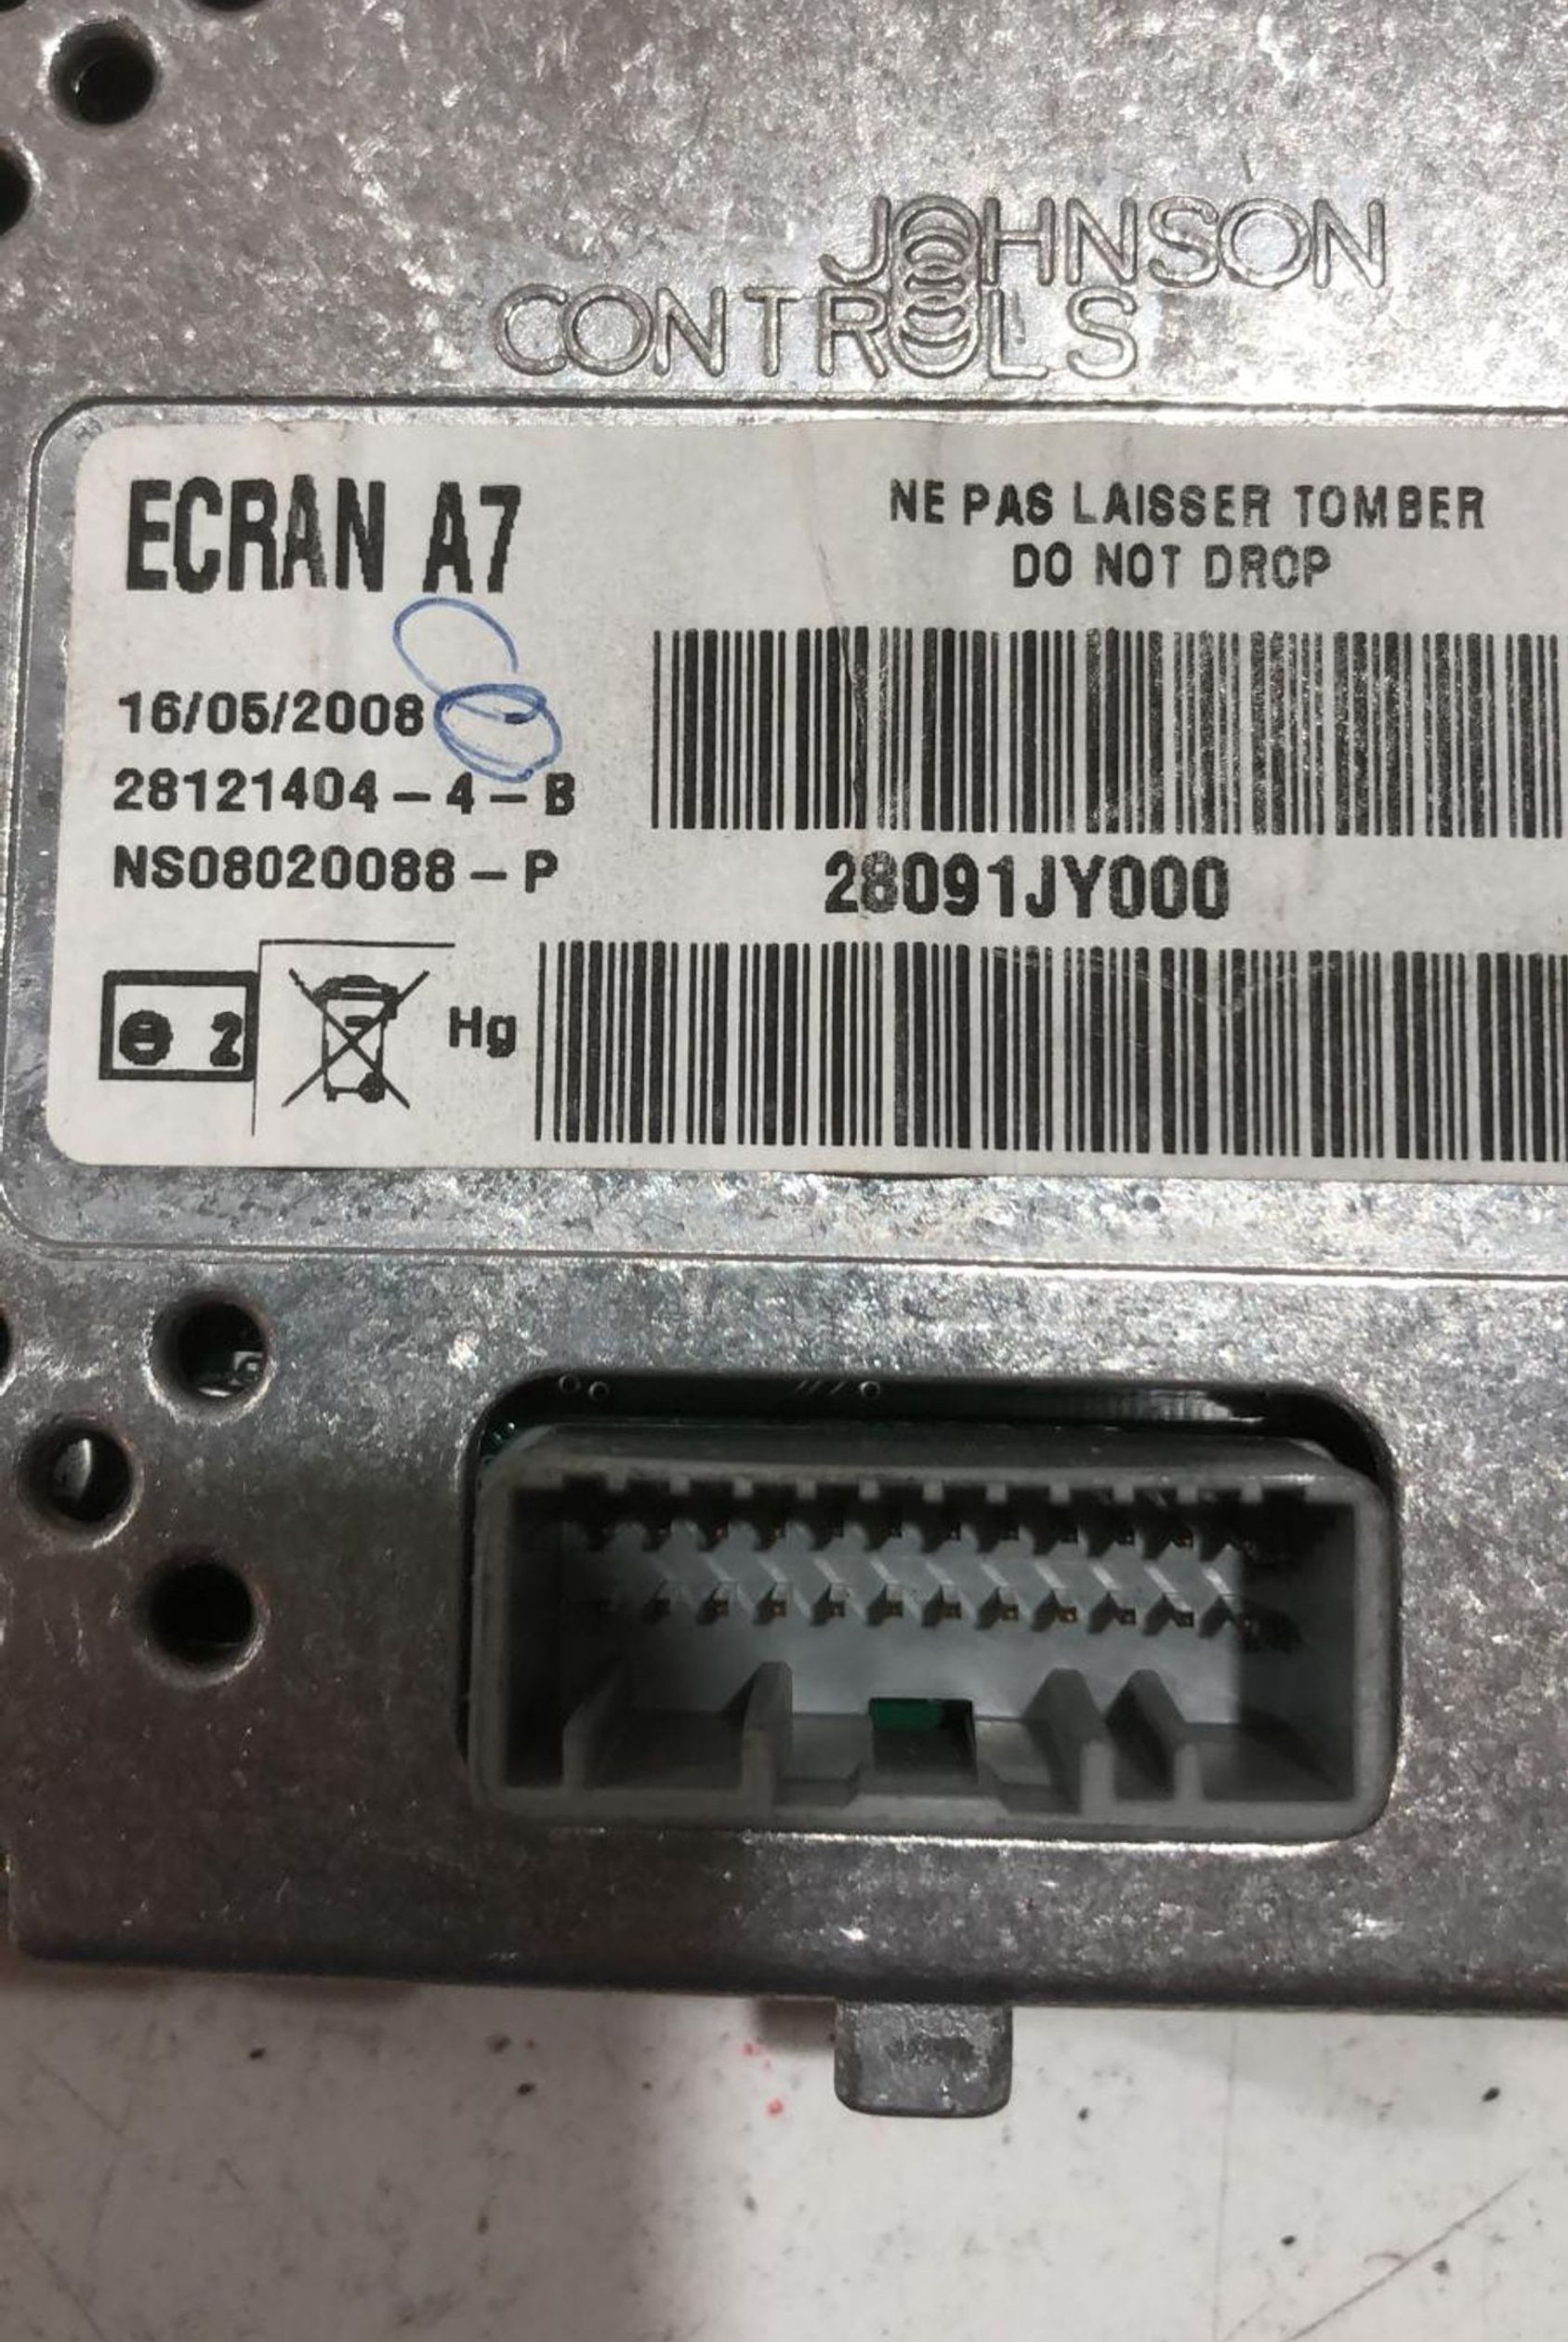 JOHNSON
CONTROLS
ECRAN A7
NE PAS LAISSER TOMBER
DO NOT DROP
16/05/2008
28121404-4-B
NS08020088-P
28091JY000
e 2
Hg